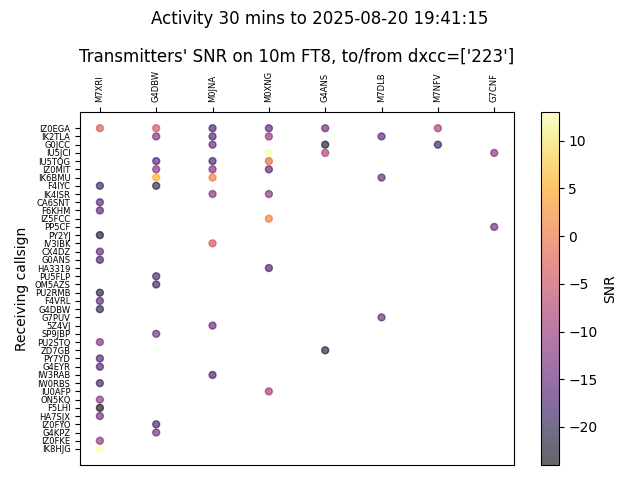 Activity 30 mins to 2025-08-20 19:41:15
Transmitters' SNR on 10m FT8, to/from dxcc=['223']
M7XRI
G4DBW
M0JNA
M0XNG
G4ANS
M7DLB
M7NFV
G7CNF
IZ0EGA
IK2TLA
G0JCC
IU5JCI
IU5TQG
IZ0MIT
IK6BMU
F4IYC
IK4ISR
CA6SNT
F6KHM
IZ5FCC
PP5CF
PY2YJ
IV3IBK
CX4DZ
G0ANS
HA3319
PU5FLP
OM5AZS
PU2RMB
F4VRL
G4DBW
G7PUV
5Z4VJ
SP9JBP
PU2STQ
ZD7GB
PY7YD
G4EYR
IW3RAB
IW0RBS
IU0AFP
ON5KQ
F5LHI
HA7SIX
IZ0FYO
G4KPZ
IZ0FKE
IK8HJG
Receiving callsign
10
5
0
−5
−10
−15
−20
SNR